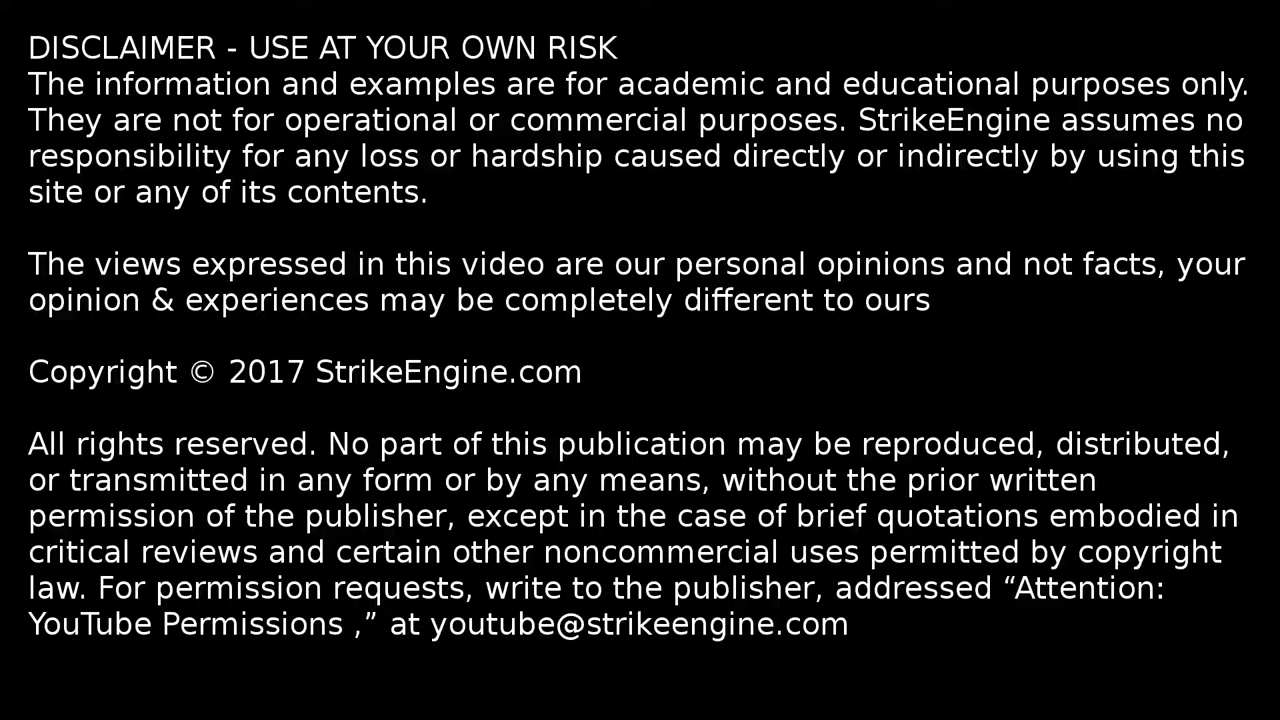 DISCLAIMER - USE AT YOUR OWN RISK
The information and examples are for academic and educational purposes only.
They are not for operational or commercial purposes. StrikeEngine assumes no
responsibility for any loss or hardship caused directly or indirectly by using this
site or any of its contents.
The views expressed in this video are our personal opinions and not facts, your
opinion & experiences may be completely different to ours
Copyright © 2017 StrikeEngine.com
All rights reserved. No part of this publication may be reproduced, distributed,
or transmitted in any form or by any means, without the prior written
permission of the publisher, except in the case of brief quotations embodied in
critical reviews and certain other noncommercial uses permitted by copyright
law. For permission requests, write to the publisher, addressed “Attention:
YouTube Permissions ,” at youtube@strikeengine.com